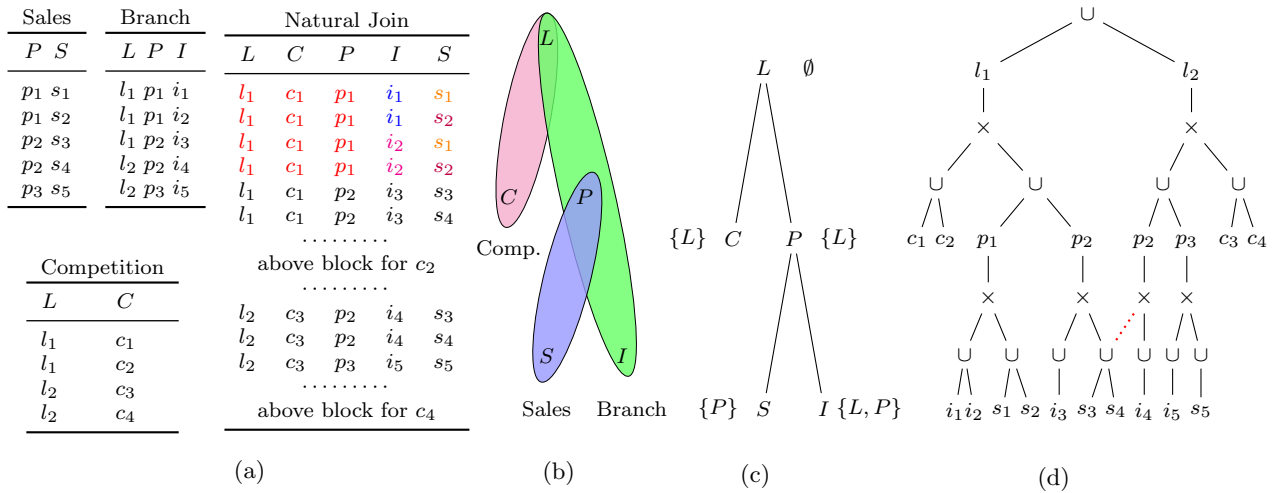 Sales
P S
p1 s1
p1 s2
p2 s3
p2 s4
p3 s5
Branch
L P I
l1 p1 i1
l1 p1 i2
l1 p2 i3
l2 p2 i4
l2 p3 i5
Competition
L C
l1 c1
l1 c2
l2 c3
l2 c4
Natural Join
L C P I S
l1 c1 p1 i1 s1
l1 c1 p1 i1 s2
l1 c1 p1 i2 s1
l1 c1 p1 i2 s2
l1 c1 p2 i3 s3
l1 c1 p2 i3 s4
.........
above block for c2
.........
l2 c3 p2 i4 s3
l2 c3 p2 i4 s4
l2 c3 p3 i5 s5
.........
above block for c4
(a)
L
C P
Comp.
S I
Sales Branch
(b)
L ∅
{L} C P {L}
{P} S I {L, P}
(c)
∪
l1 l2
× ×
∪ ∪ ∪ ∪
c1 c2 p1 p2 p2 p3 c3 c4
× × × ×
∪ ∪ ∪ ∪ ∪ ∪ ∪
i1 i2 s1 s2 i3 s3 s4 i4 i5 s5
(d)